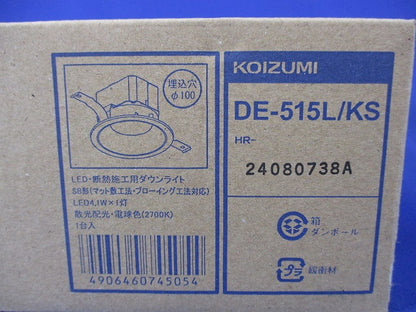 埋込穴
φ100
LED・断熱施工用ダウンライト
SB形(マット敷工法・ブローイング工法対応)
LED4.1W×1灯
散光配光・電球色(2700K)
1台入
4906460745054
KOIZUMI
DE-515L/KS
HR-
24080738A
箱
ダンボール
プラ
緩衝材